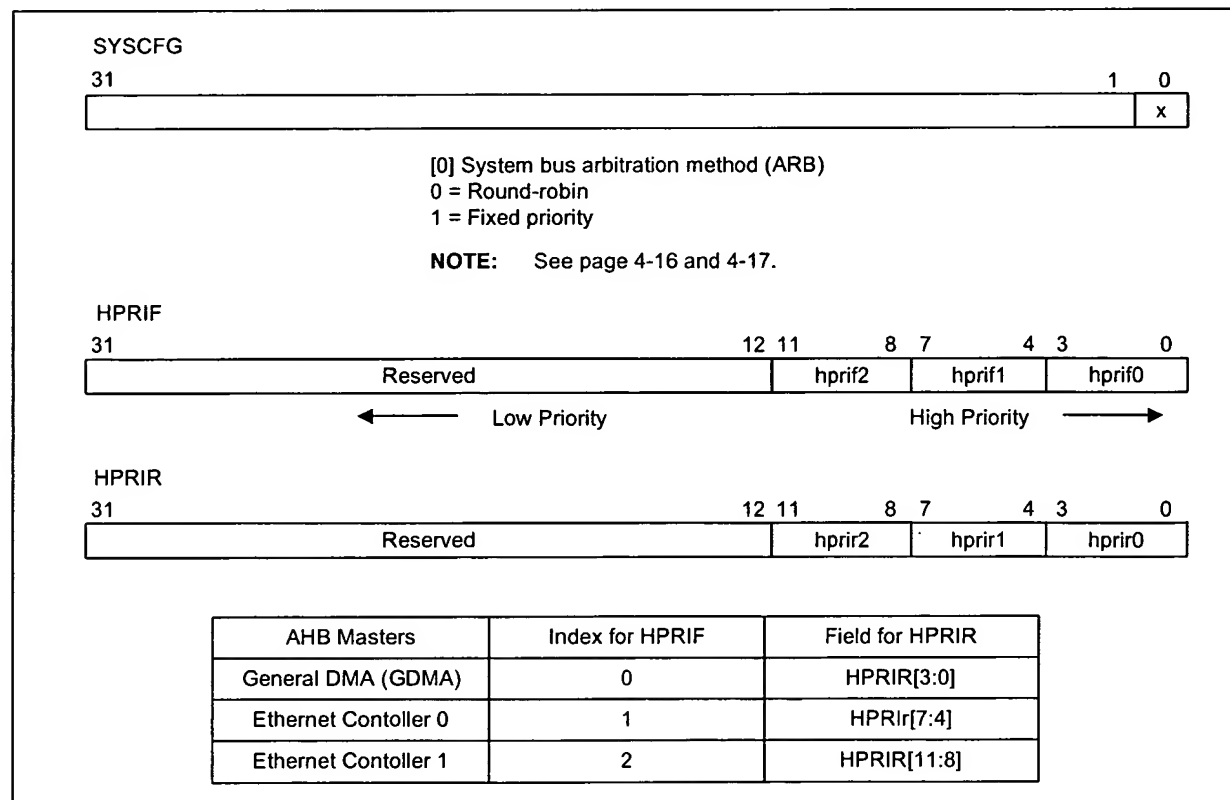 SYSCFG
31 1 0
x
[0] System bus arbitration method (ARB)
0 = Round-robin
1 = Fixed priority
NOTE: See page 4-16 and 4-17.
HPRIF
31 12 11 8 7 4 3 0
Reserved hprif2 hprif1 hprif0
Low Priority High Priority
HPRIR
31 12 11 8 7 4 3 0
Reserved hprir2 hprir1 hprir0
AHB Masters Index for HPRIF Field for HPRIR
General DMA (GDMA) 0 HPRIR[3:0]
Ethernet Contoller 0 1 HPRIr[7:4]
Ethernet Contoller 1 2 HPRIR[11:8]